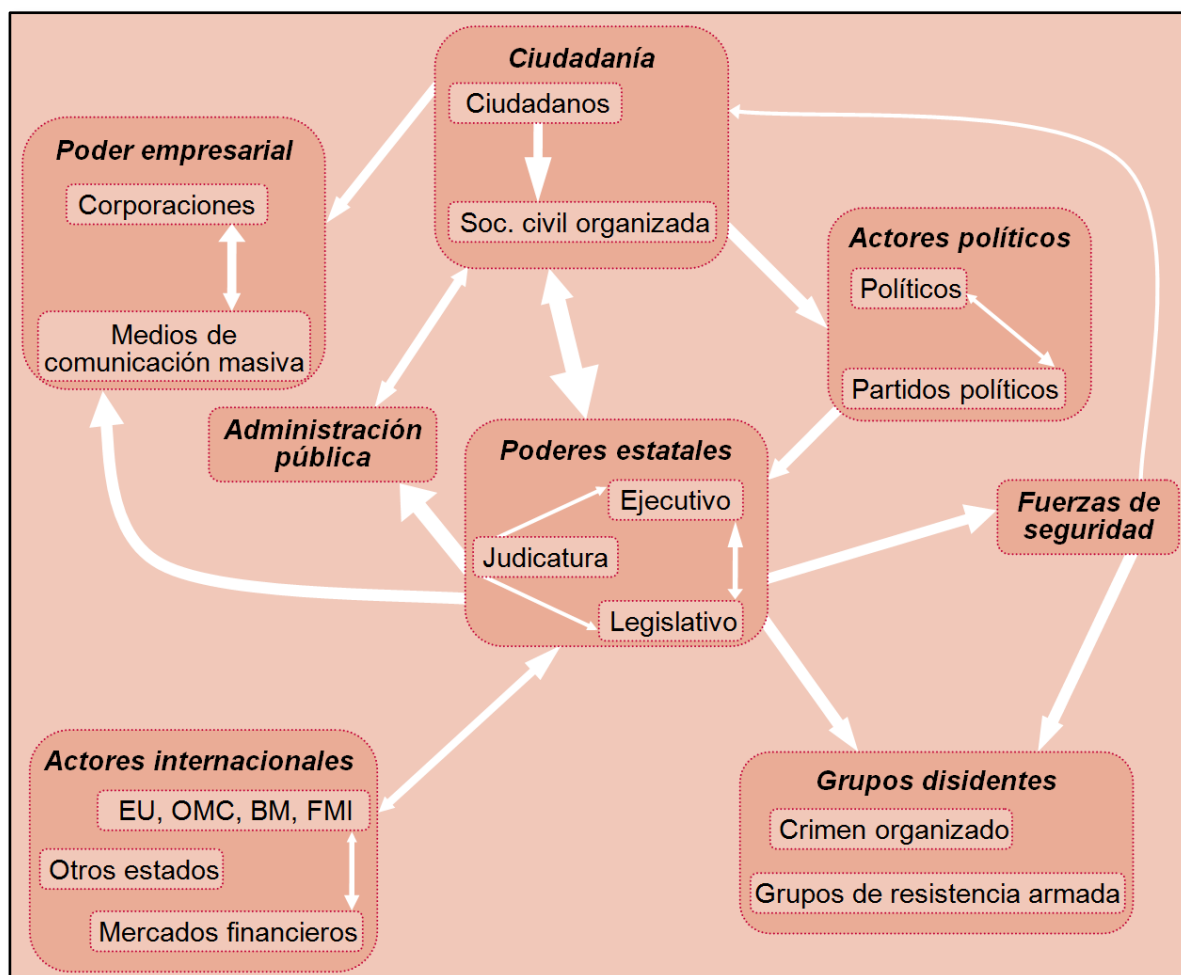 Ciudadanía
Ciudadanos
Soc. civil organizada
Poder empresarial
Corporaciones
Medios de
comunicación masiva
Actores políticos
Políticos
Partidos políticos
Administración
pública
Poderes estatales
Ejecutivo
Judicatura
Legislativo
Fuerzas de
seguridad
Actores internacionales
EU, OMC, BM, FMI
Otros estados
Mercados financieros
Grupos disidentes
Crimen organizado
Grupos de resistencia armada